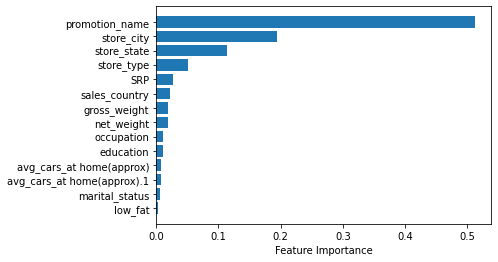 promotion_name
store_city
store_state
store_type
SRP
sales_country
gross_weight
net_weight
occupation
education
avg_cars_at home(approx)
avg_cars_at home(approx).1
marital_status
low_fat
0.0 0.1 0.2 0.3 0.4 0.5
Feature Importance